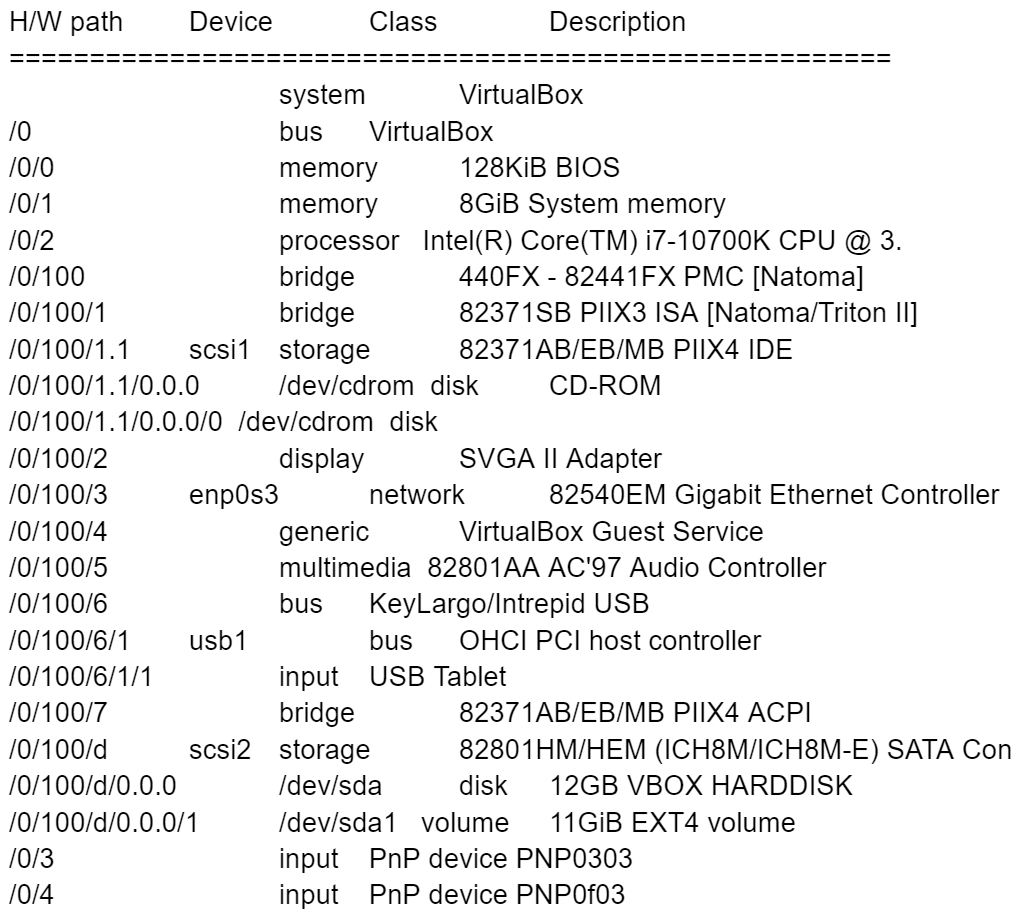 H/W path Device Class Description
=======================================================
system VirtualBox
/0 bus VirtualBox
/0/0 memory 128KiB BIOS
/0/1 memory 8GiB System memory
/0/2 processor Intel(R) Core(TM) i7-10700K CPU @ 3.
/0/100 bridge 440FX - 82441FX PMC [Natoma]
/0/100/1 bridge 82371SB PIIX3 ISA [Natoma/Triton II]
/0/100/1.1 scsi1 storage 82371AB/EB/MB PIIX4 IDE
/0/100/1.1/0.0.0 /dev/cdrom disk CD-ROM
/0/100/1.1/0.0.0/0 /dev/cdrom disk
/0/100/2 display SVGA II Adapter
/0/100/3 enp0s3 network 82540EM Gigabit Ethernet Controller
/0/100/4 generic VirtualBox Guest Service
/0/100/5 multimedia 82801AA AC'97 Audio Controller
/0/100/6 bus KeyLargo/Intrepid USB
/0/100/6/1 usb1 bus OHCI PCI host controller
/0/100/6/1/1 input USB Tablet
/0/100/7 bridge 82371AB/EB/MB PIIX4 ACPI
/0/100/d scsi2 storage 82801HM/HEM (ICH8M/ICH8M-E) SATA Con
/0/100/d/0.0.0 /dev/sda disk 12GB VBOX HARDDISK
/0/100/d/0.0.0/1 /dev/sda1 volume 11GiB EXT4 volume
/0/3 input PnP device PNP0303
/0/4 input PnP device PNP0f03